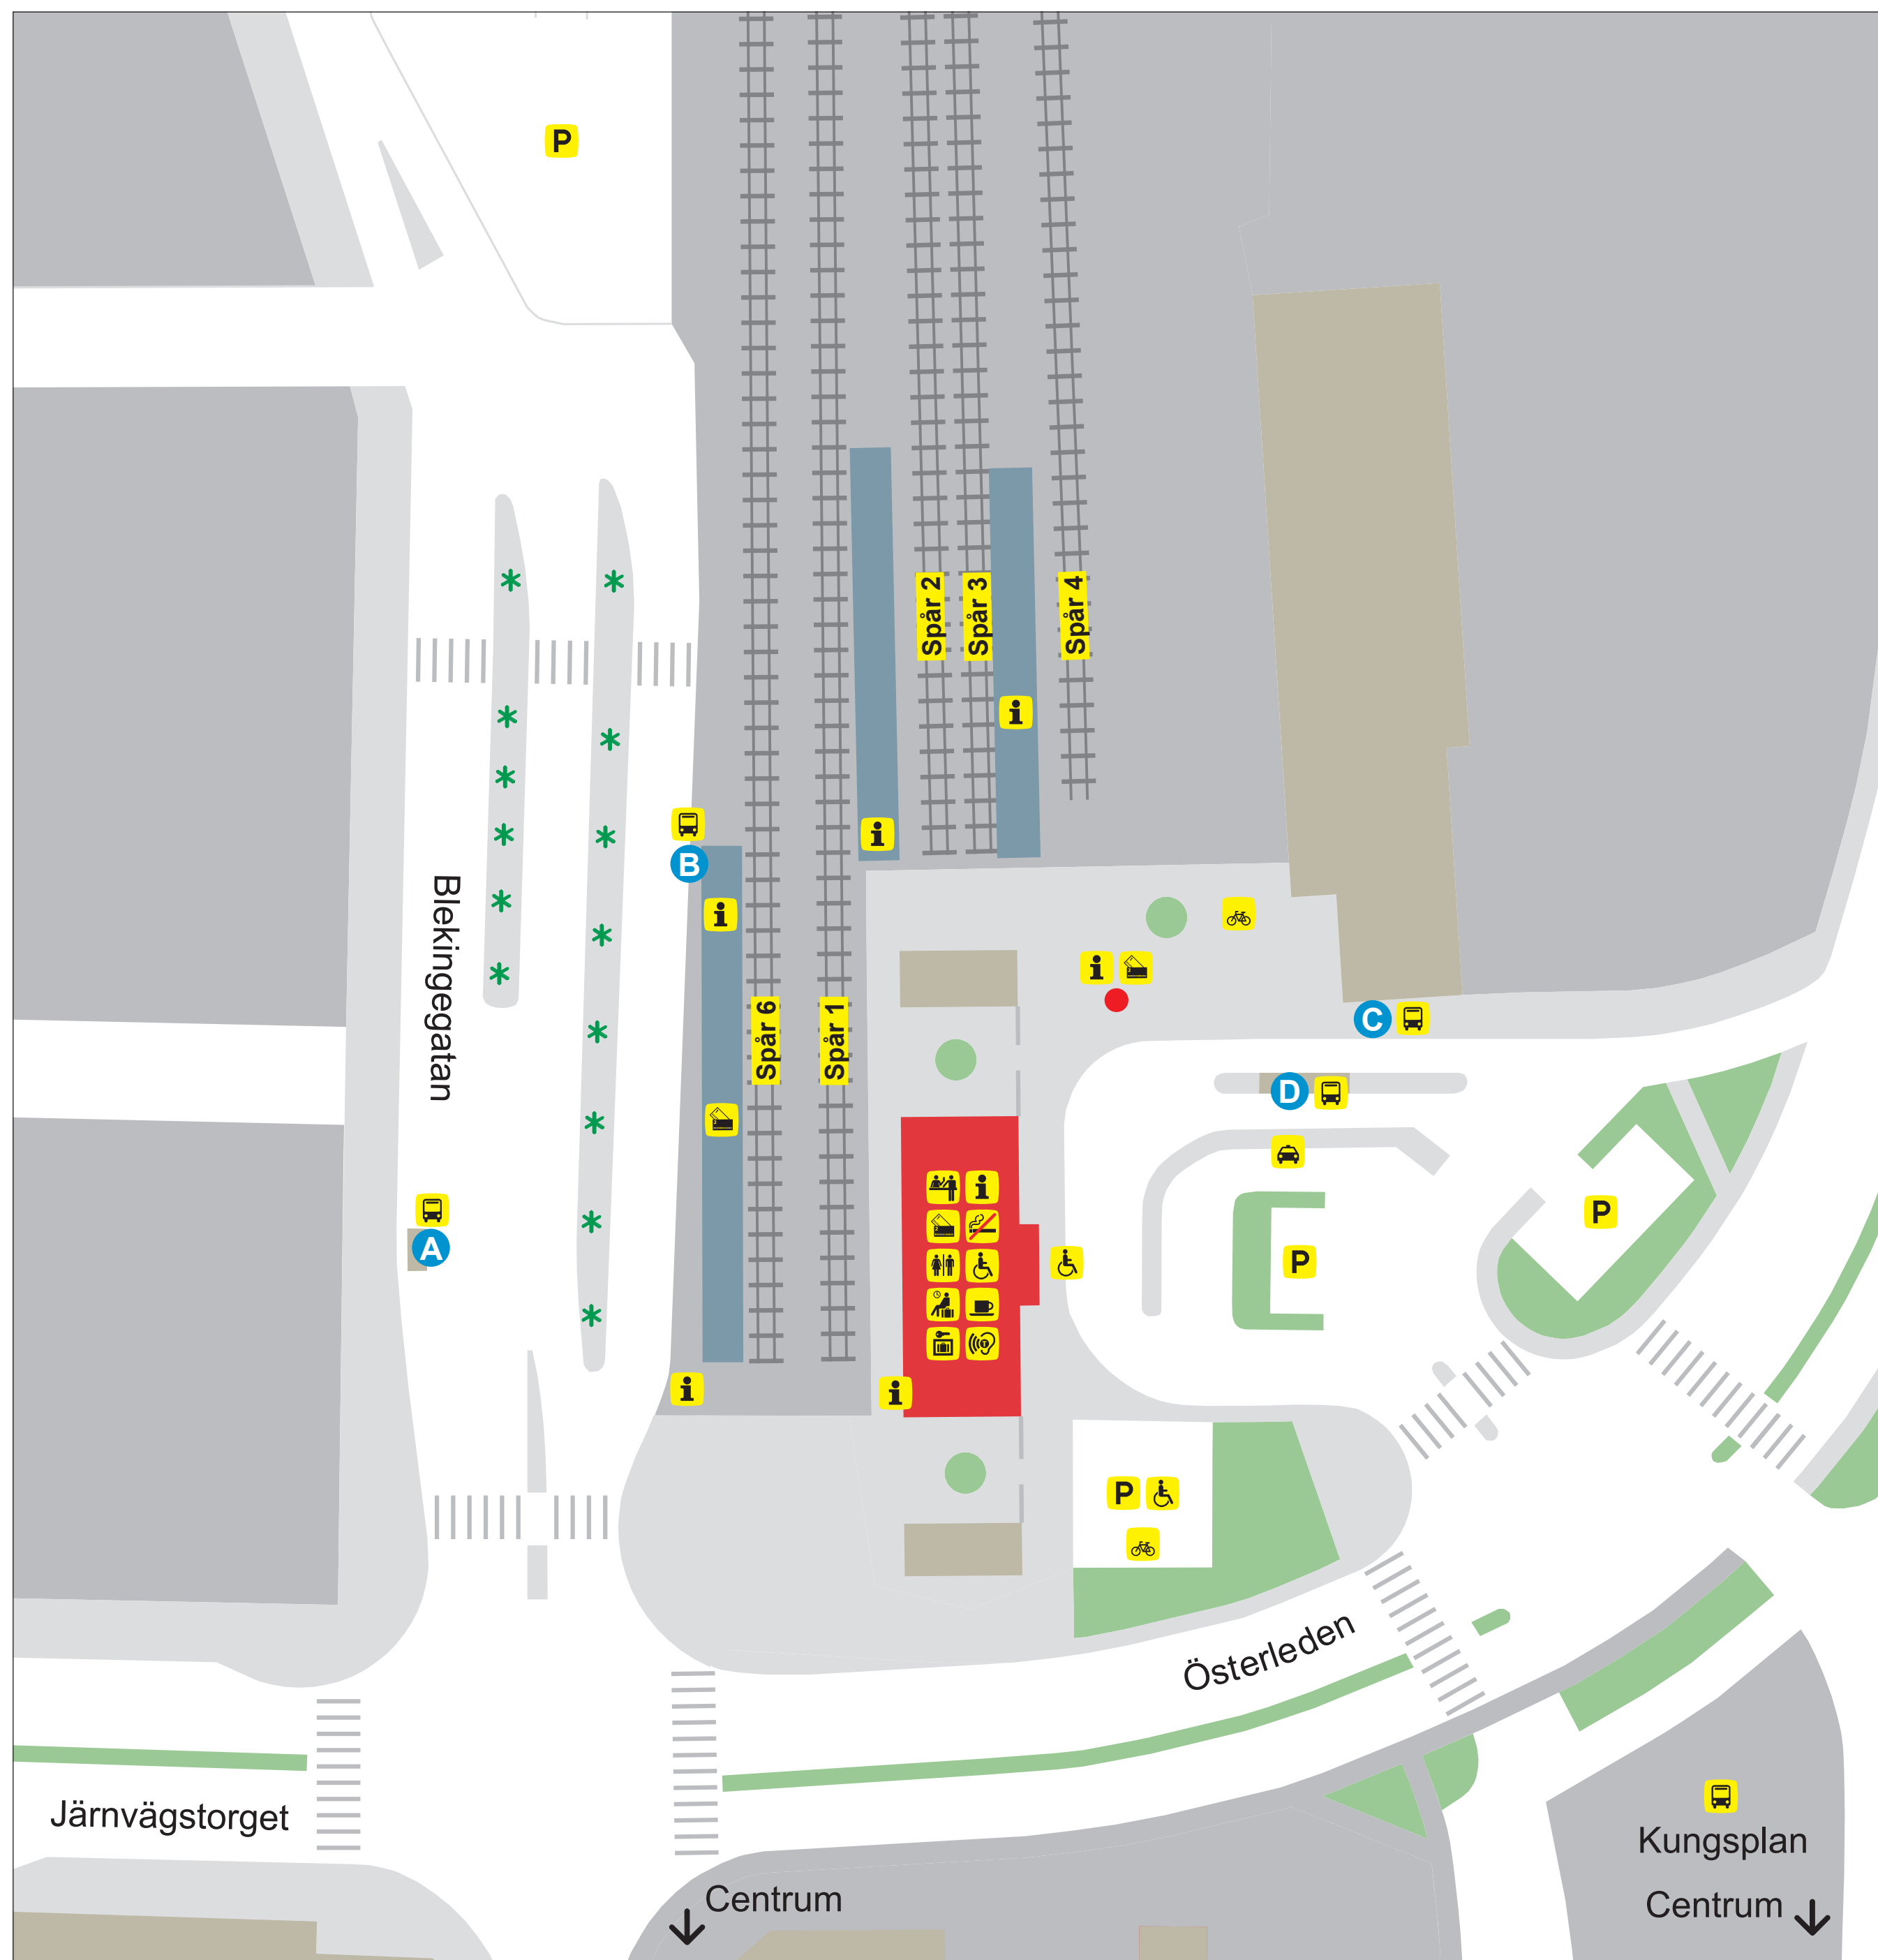 P
Spår 2
Spår 3
Spår 4
B
Blekingegatan
Spår 6
Spår 1
C
D
A
P
P
P
Österleden
Järnvägstorget
Kungsplan
Centrum
Centrum